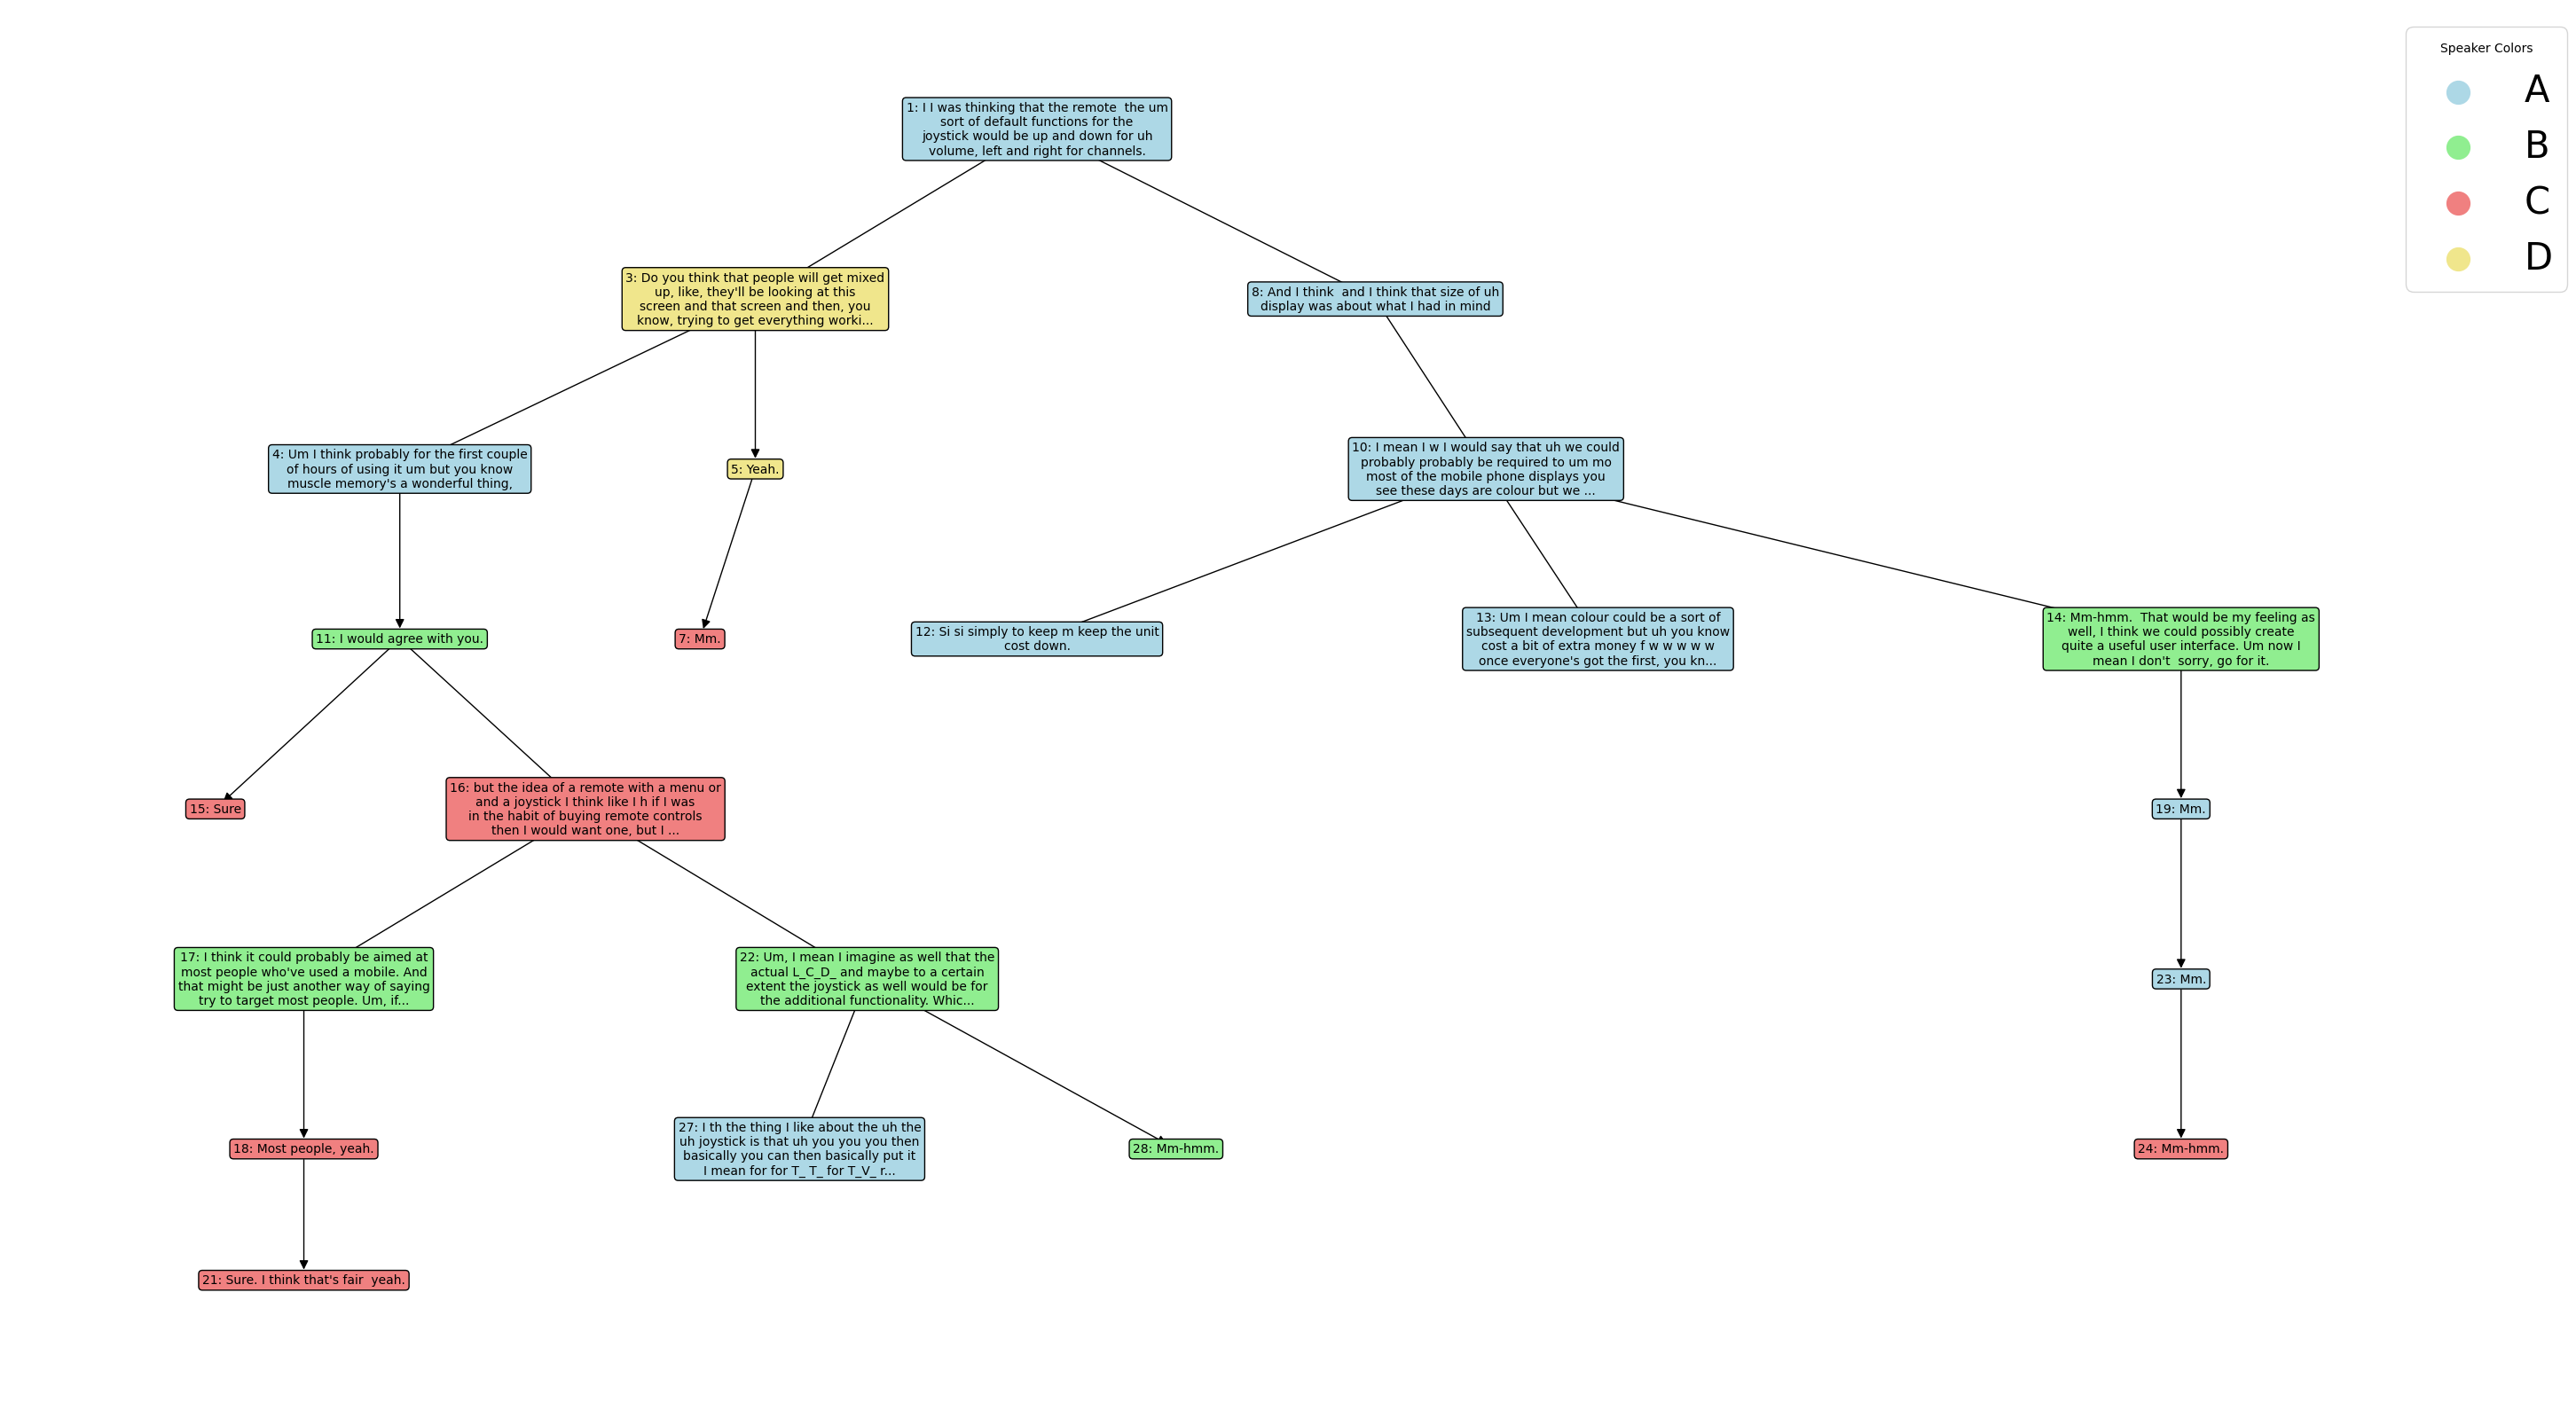 Speaker Colors
A
B
C
D
1: I I was thinking that the remote  the um
sort of default functions for the
joystick would be up and down for uh
volume, left and right for channels.
3: Do you think that people will get mixed
up, like, they'll be looking at this
screen and that screen and then, you
know, trying to get everything worki...
8: And I think  and I think that size of uh
display was about what I had in mind
4: Um I think probably for the first couple
of hours of using it um but you know
muscle memory's a wonderful thing,
5: Yeah.
10: I mean I w I would say that uh we could
probably probably be required to um mo
most of the mobile phone displays you
see these days are colour but we ...
11: I would agree with you.
7: Mm.
12: Si si simply to keep m keep the unit
cost down.
13: Um I mean colour could be a sort of
subsequent development but uh you know
cost a bit of extra money f w w w w w
once everyone's got the first, you kn...
14: Mm-hmm.  That would be my feeling as
well, I think we could possibly create
quite a useful user interface. Um now I
mean I don't  sorry, go for it.
15: Sure
16: but the idea of a remote with a menu or
and a joystick I think like I h if I was
in the habit of buying remote controls
then I would want one, but I ...
19: Mm.
17: I think it could probably be aimed at
most people who've used a mobile. And
that might be just another way of saying
try to target most people. Um, if...
22: Um, I mean I imagine as well that the
actual L_C_D_ and maybe to a certain
extent the joystick as well would be for
the additional functionality. Whic...
23: Mm.
18: Most people, yeah.
27: I th the thing I like about the uh the
uh joystick is that uh you you you then
basically you can then basically put it
I mean for for T_ T_ for T_V_ r...
28: Mm-hmm.
24: Mm-hmm.
21: Sure. I think that's fair  yeah.